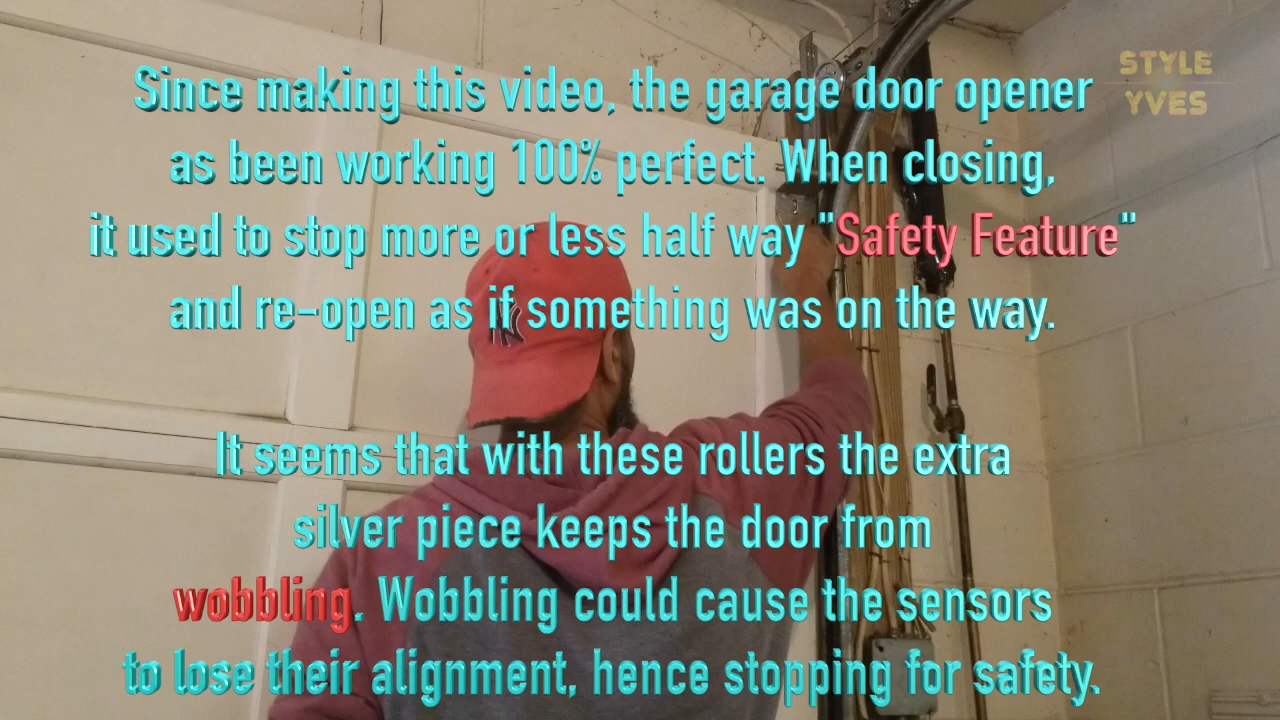 STYLE
YVES
Since making this video, the garage door opener
as been working 100% perfect. When closing,
it used to stop more or less half way "Safety Feature"
and re-open as if something was on the way.
It seems that with these rollers the extra
silver piece keeps the door from
wobbling. Wobbling could cause the sensors
to lose their alignment, hence stopping for safety.
NY